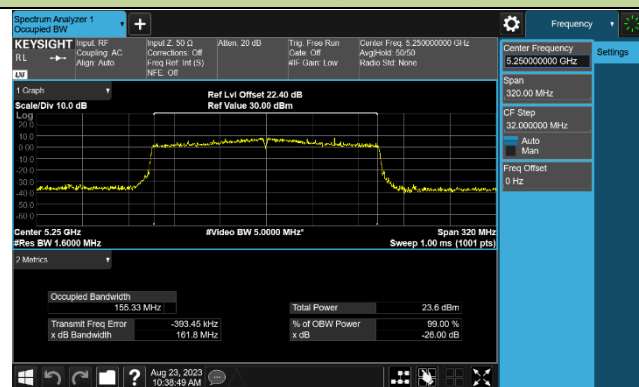 Spectrum Analyzer 1
Occupied BW
+
Frequency
KEYSIGHT
RL
LXI
Input: RF
Coupling: AC
Align: Auto
Input Z: 50 Ω
Corrections: Off
Freq Ref: Int (S)
NFE: Off
Atten: 20 dB
Trig: Free Run
Gate: Off
#IF Gain: Low
Center Freq: 5.250000000 GHz
Avg|Hold: 50/50
Radio Std: None
Center Frequency
5.250000000 GHz
Settings
Span
320.00 MHz
CF Step
32.000000 MHz
Auto
Man
Freq Offset
0 Hz
1 Graph
Scale/Div 10.0 dB
Ref Lvl Offset 22.40 dB
Ref Value 30.00 dBm
Log
20.0
10.0
0.00
-10.0
-20.0
-30.0
-40.0
-50.0
-60.0
Center 5.25 GHz
#Video BW 5.0000 MHz*
Span 320 MHz
#Res BW 1.6000 MHz
Sweep 1.00 ms (1001 pts)
2 Metrics
Occupied Bandwidth
155.33 MHz
Total Power
23.6 dBm
Transmit Freq Error
-393.45 kHz
% of OBW Power
99.00 %
x dB Bandwidth
161.8 MHz
x dB
-26.00 dB
?
Aug 23, 2023
10:38:49 AM